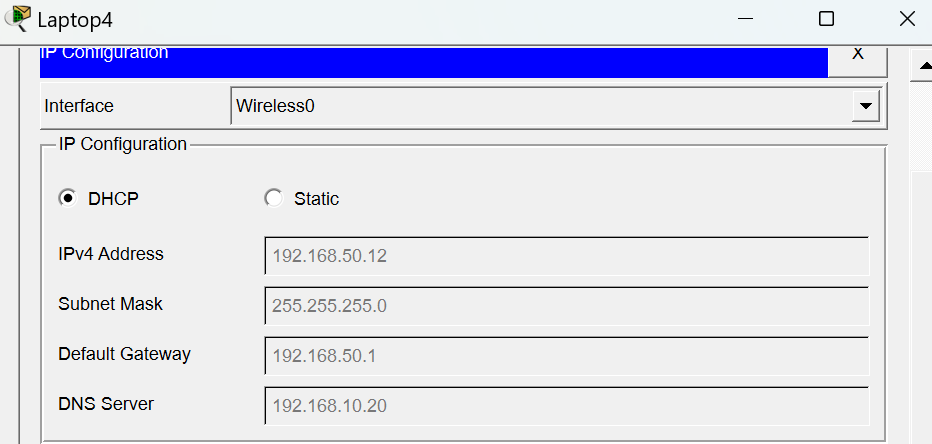 Laptop4
IP Configuration X
Interface Wireless0
IP Configuration
DHCP Static
IPv4 Address 192.168.50.12
Subnet Mask 255.255.255.0
Default Gateway 192.168.50.1
DNS Server 192.168.10.20